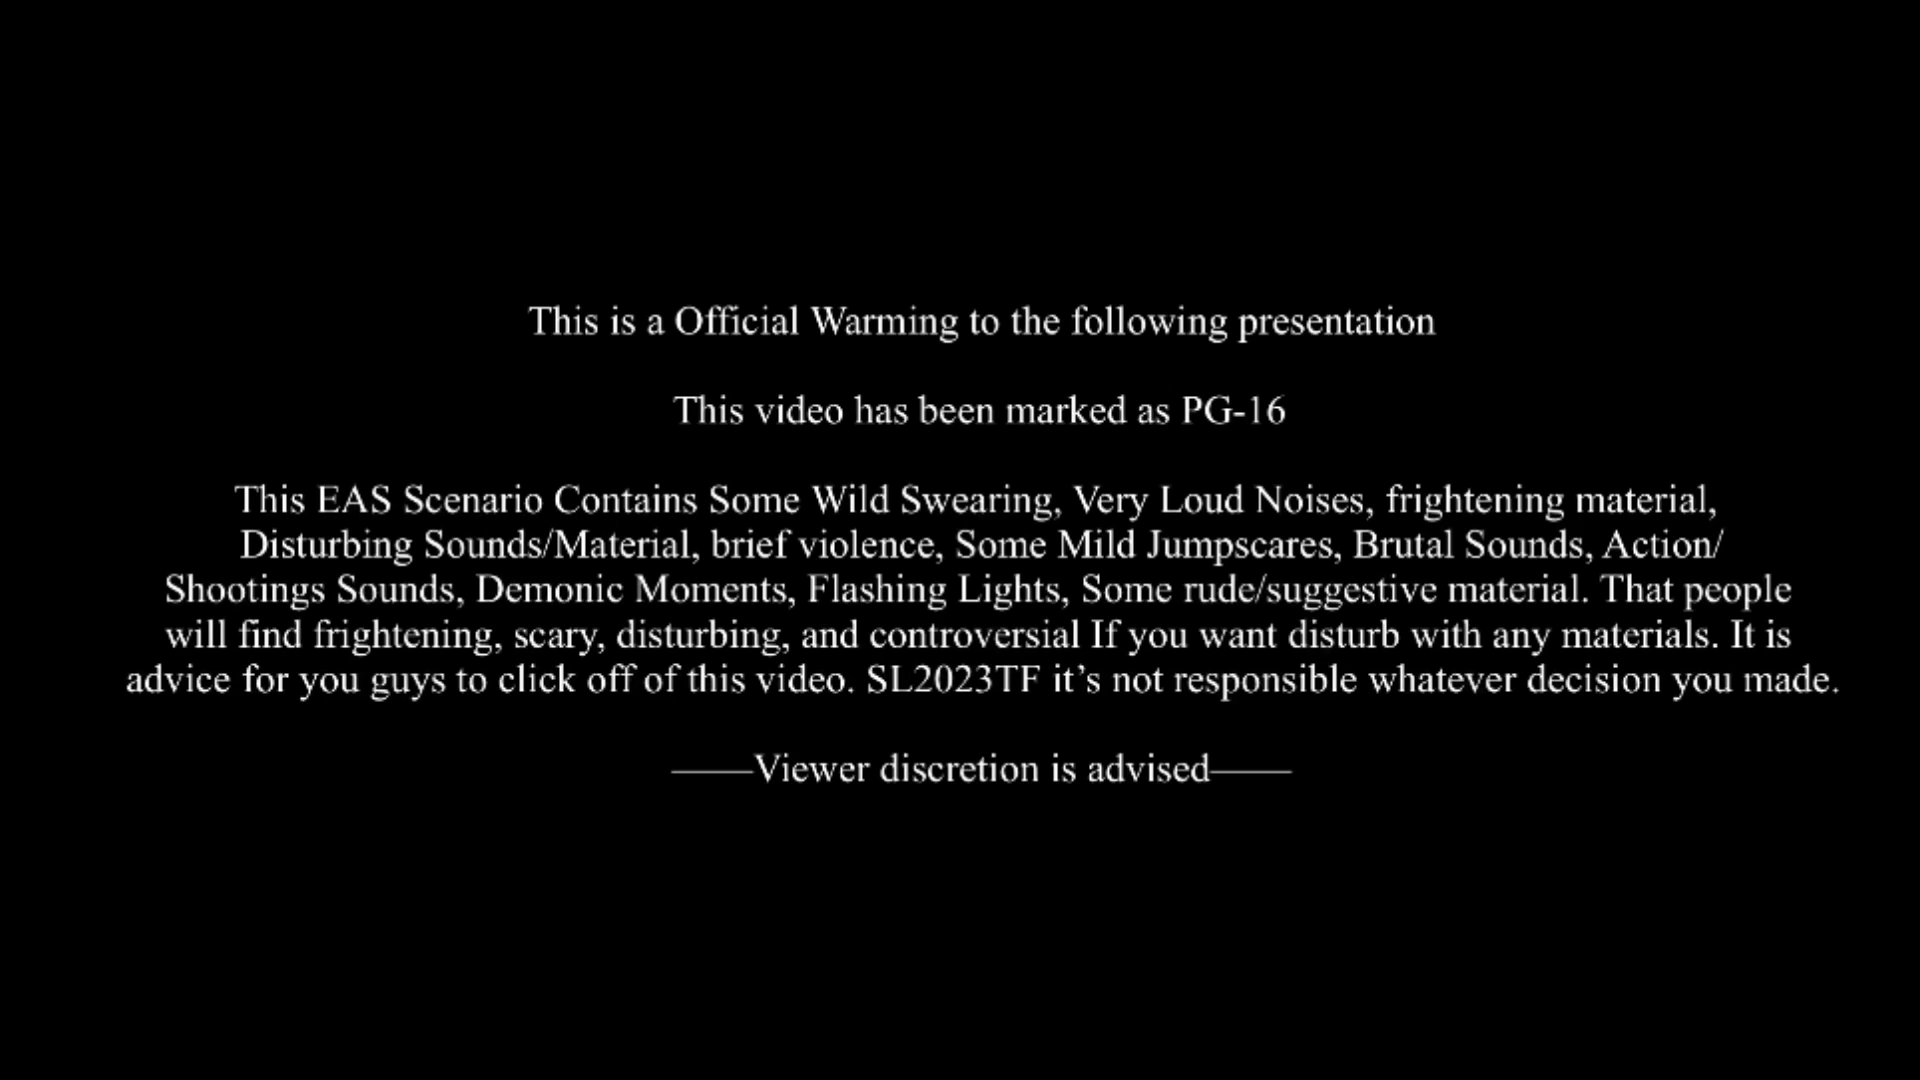 This is a Official Warming to the following presentation
This video has been marked as PG-16
This EAS Scenario Contains Some Wild Swearing, Very Loud Noises, frightening material,
Disturbing Sounds/Material, brief violence, Some Mild Jumpscares, Brutal Sounds, Action/
Shootings Sounds, Demonic Moments, Flashing Lights, Some rude/suggestive material. That people
will find frightening, scary, disturbing, and controversial If you want disturb with any materials. It is
advice for you guys to click off of this video. SL2023TF it’s not responsible whatever decision you made.
——Viewer discretion is advised——